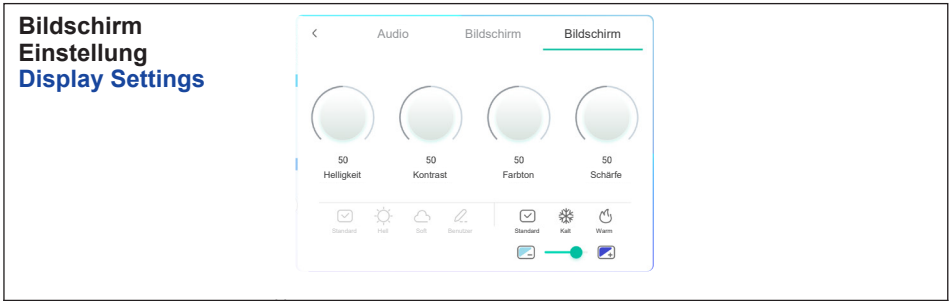 Bildschirm
Einstellung
Display Settings
< Audio Bildschirm Bildschirm
50 50 50 50
Helligkeit Kontrast Farbton Schärfe
Standard Hell Soft Benutzer Standard Kalt Warm